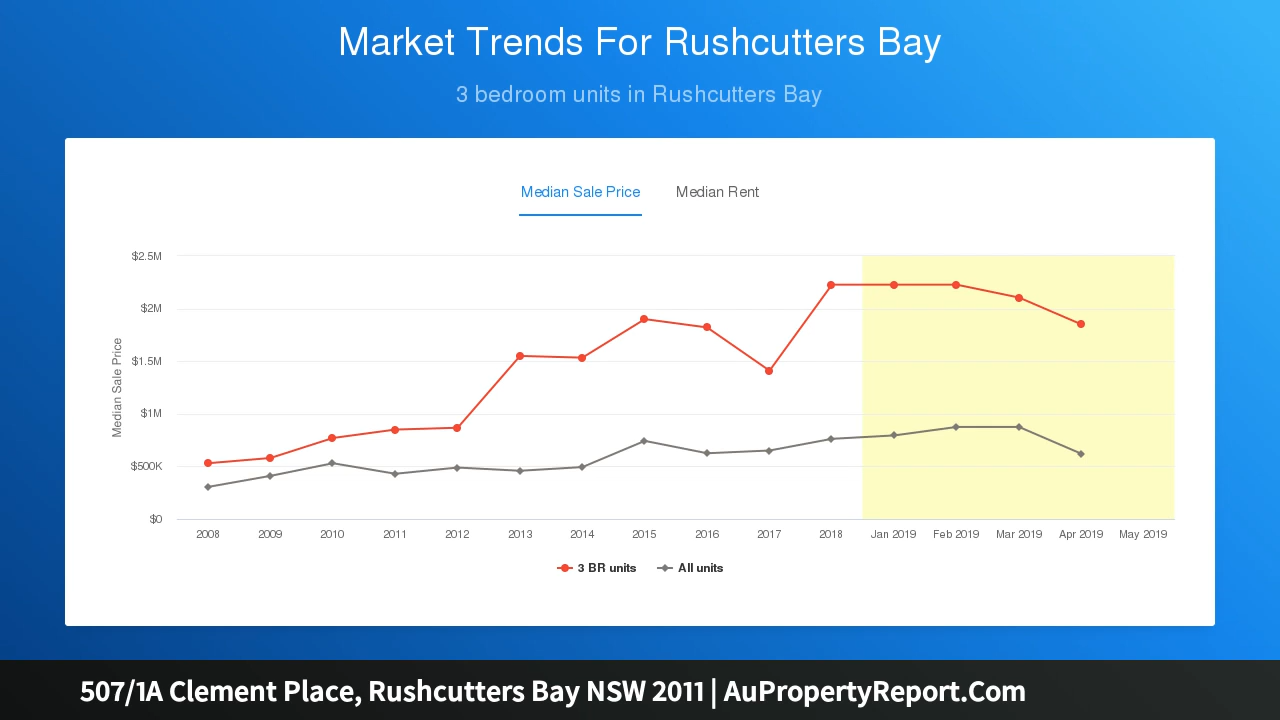 Market Trends For Rushcutters Bay
3 bedroom units in Rushcutters Bay
Median Sale Price Median Rent
Median Sale Price
$2.5M
$2M
$1.5M
$1M
$500K
$0
2008 2009 2010 2011 2012 2013 2014 2015 2016 2017 2018 Jan 2019 Feb 2019 Mar 2019 Apr 2019 May 2019
3 BR units All units
507/1A Clement Place, Rushcutters Bay NSW 2011 | AuPropertyReport.Com